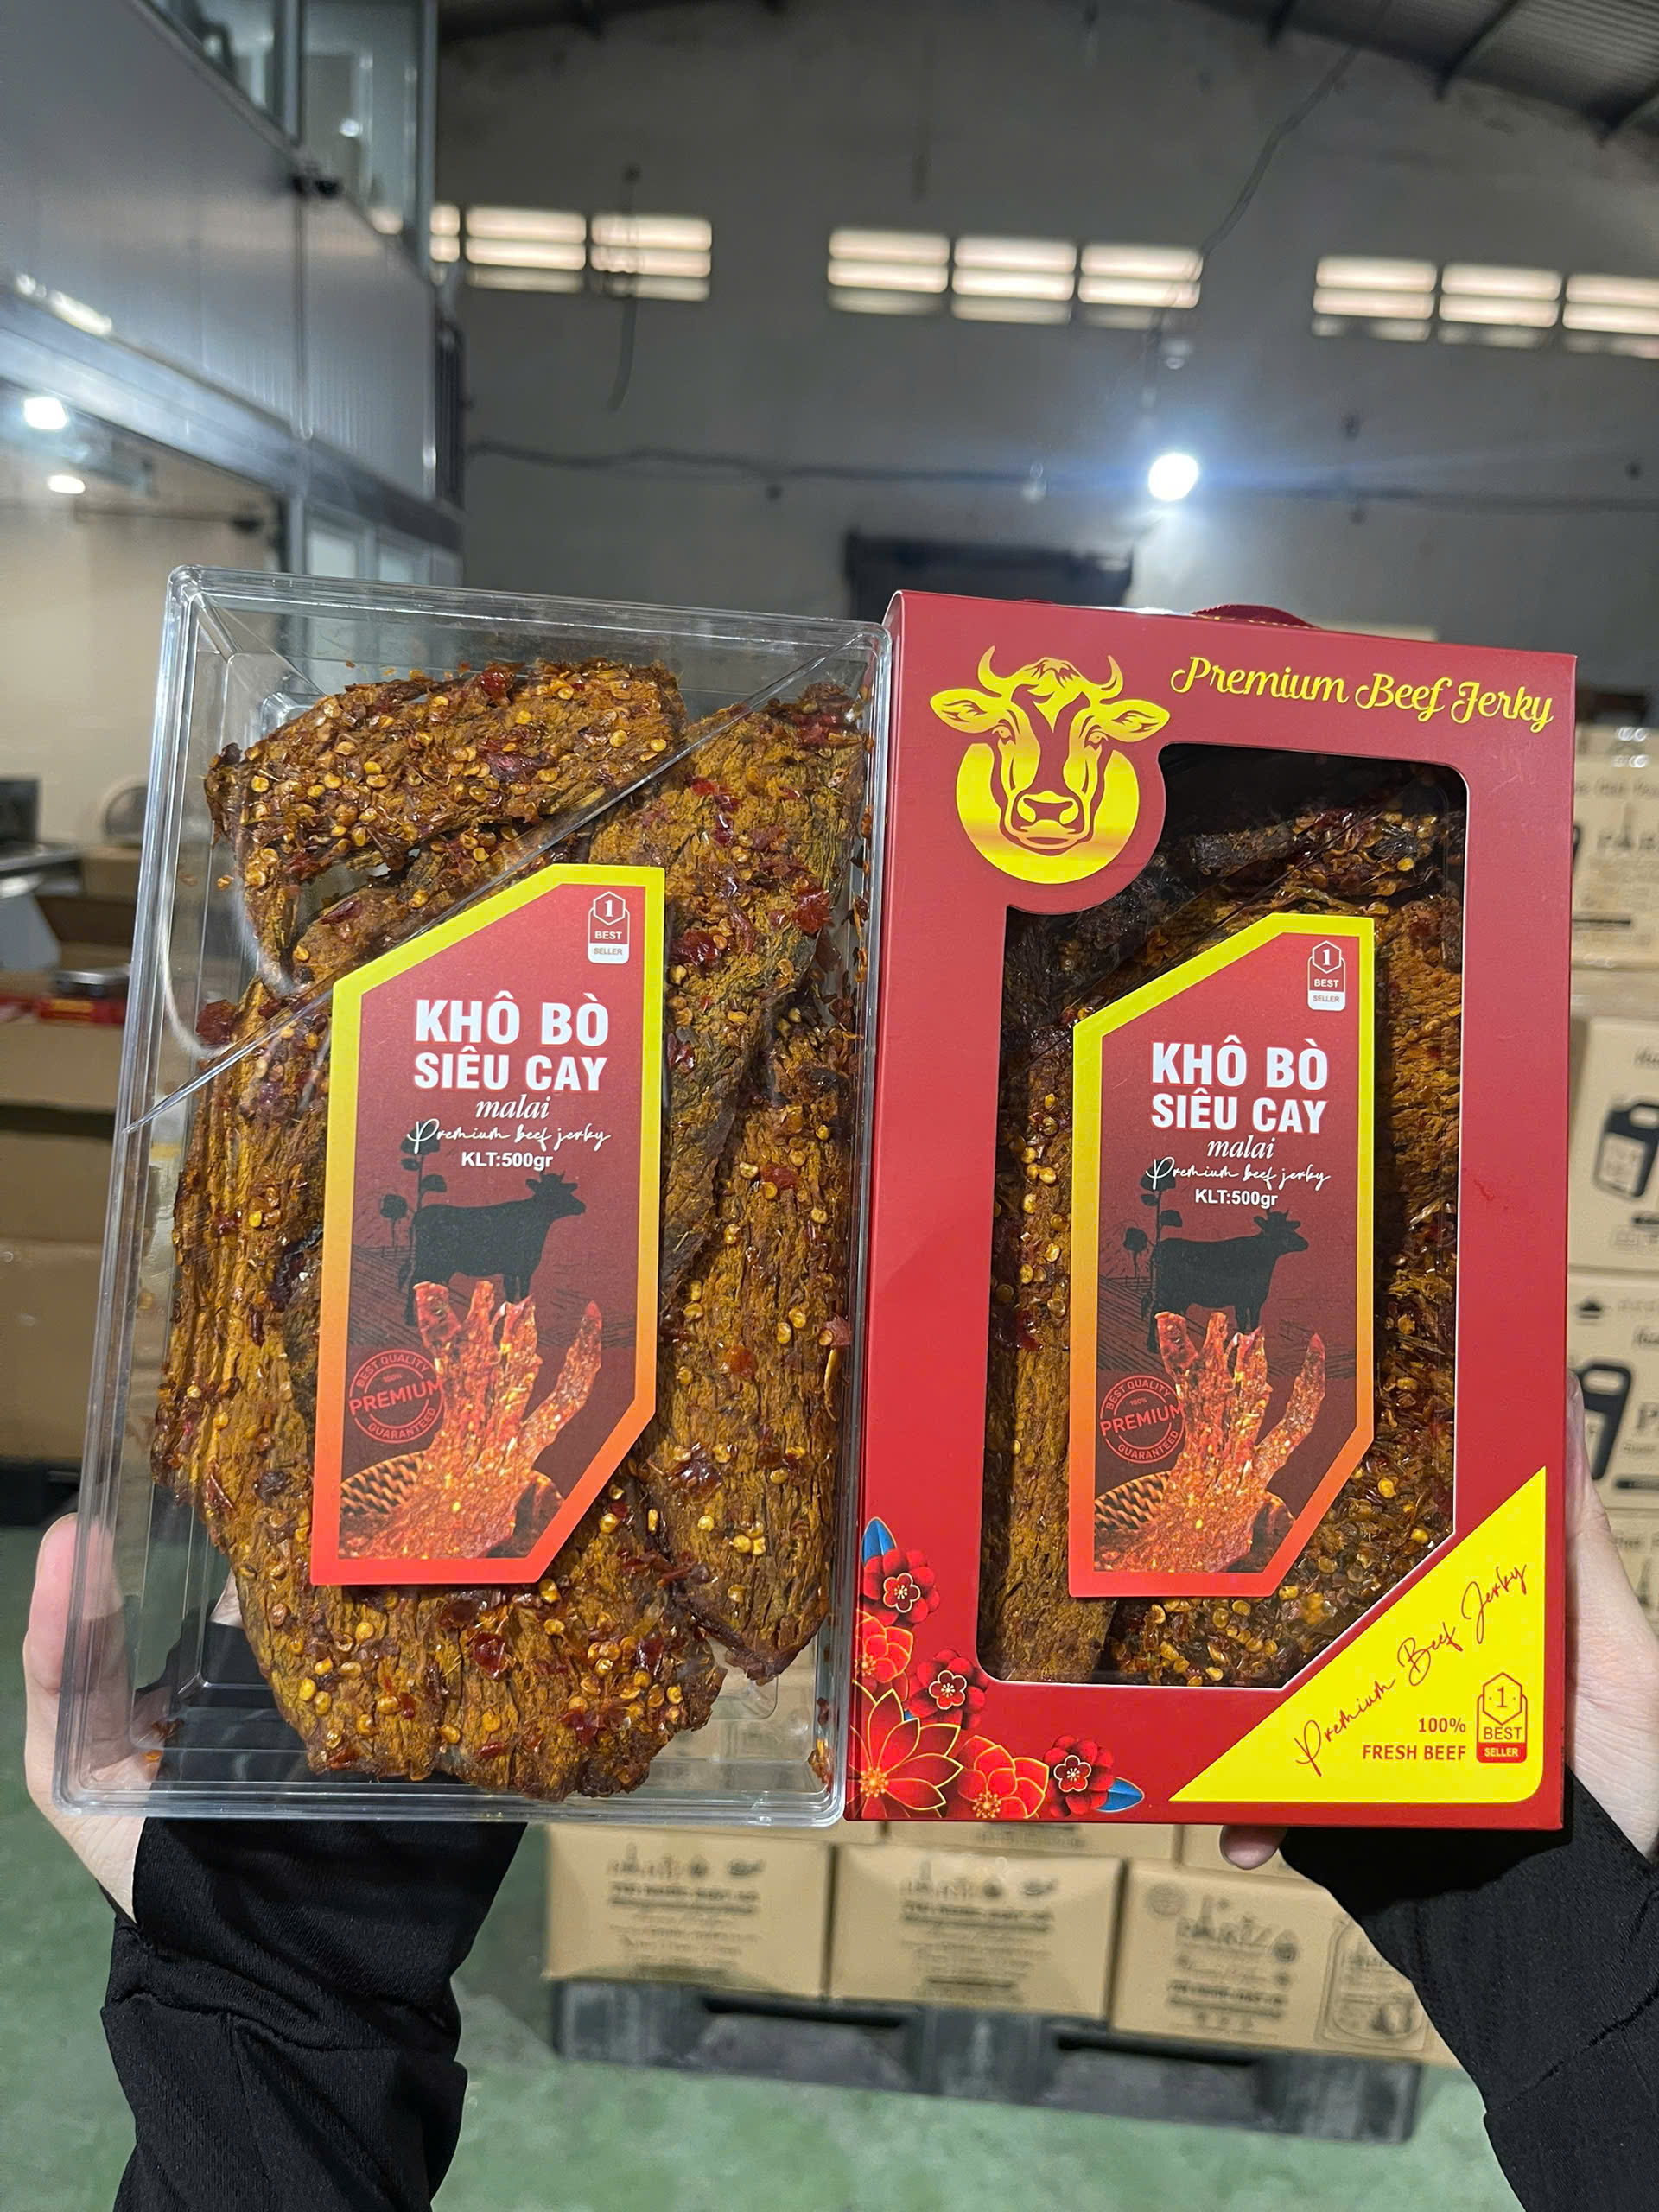 1
BEST
SELLER
KHÔ BÒ
SIÊU CAY
malai
Premium beef jerky
KLT:500gr
BEST QUALITY
100%
PREMIUM
GUARANTEED
Premium Beef Jerky
1
BEST
SELLER
KHÔ BÒ
SIÊU CAY
malai
Premium beef jerky
KLT:500gr
BEST QUALITY
100%
PREMIUM
GUARANTEED
Premium Beef Jerky
100%
FRESH BEEF
1
BEST
SELLER